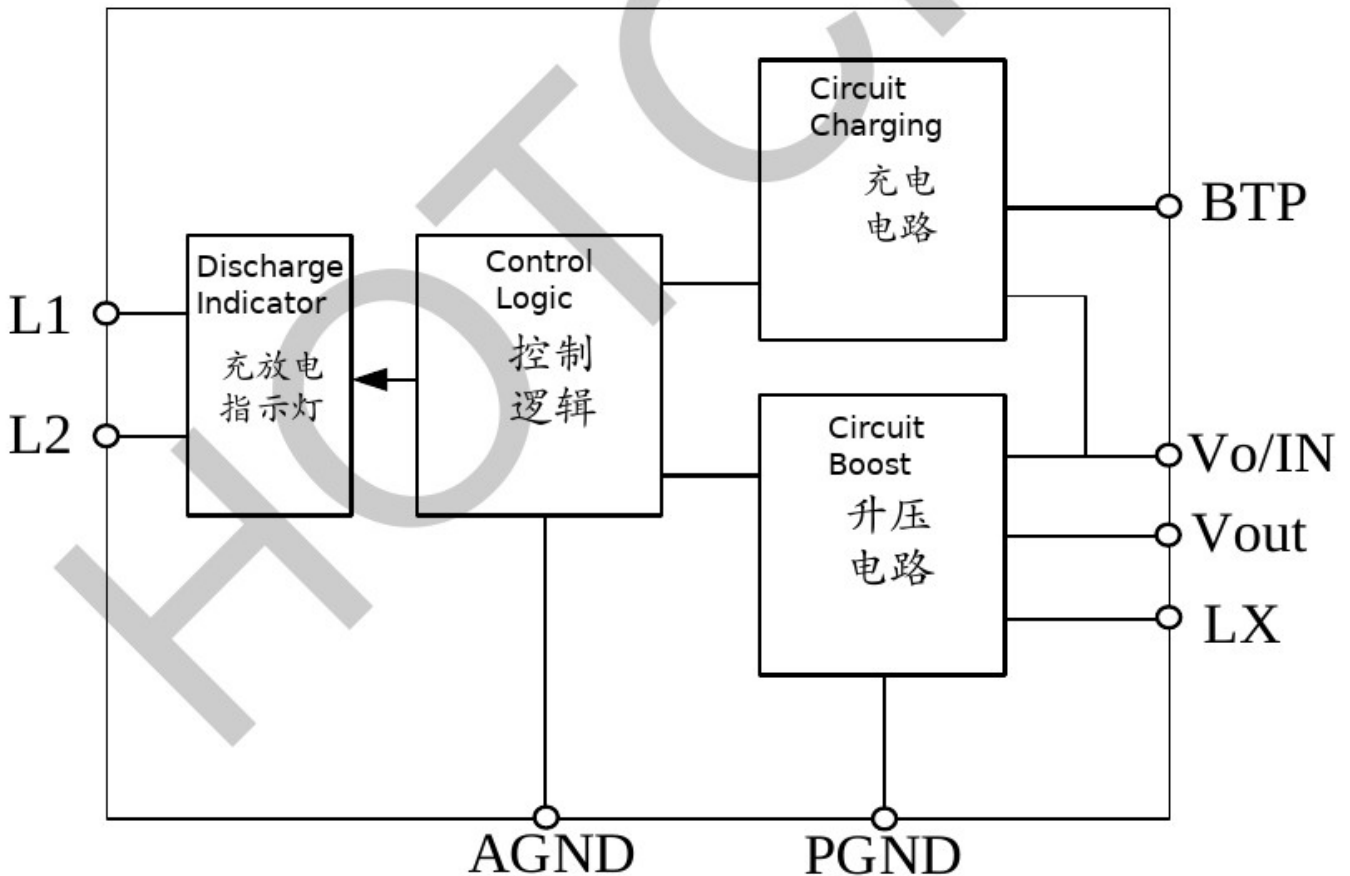 Circuit
Charging
充电
电路
BTP
Discharge
Indicator
充放电
指示灯
Control
Logic
控制
逻辑
L1
L2
Circuit
Boost
升压
电路
Vo/IN
Vout
LX
AGND
PGND